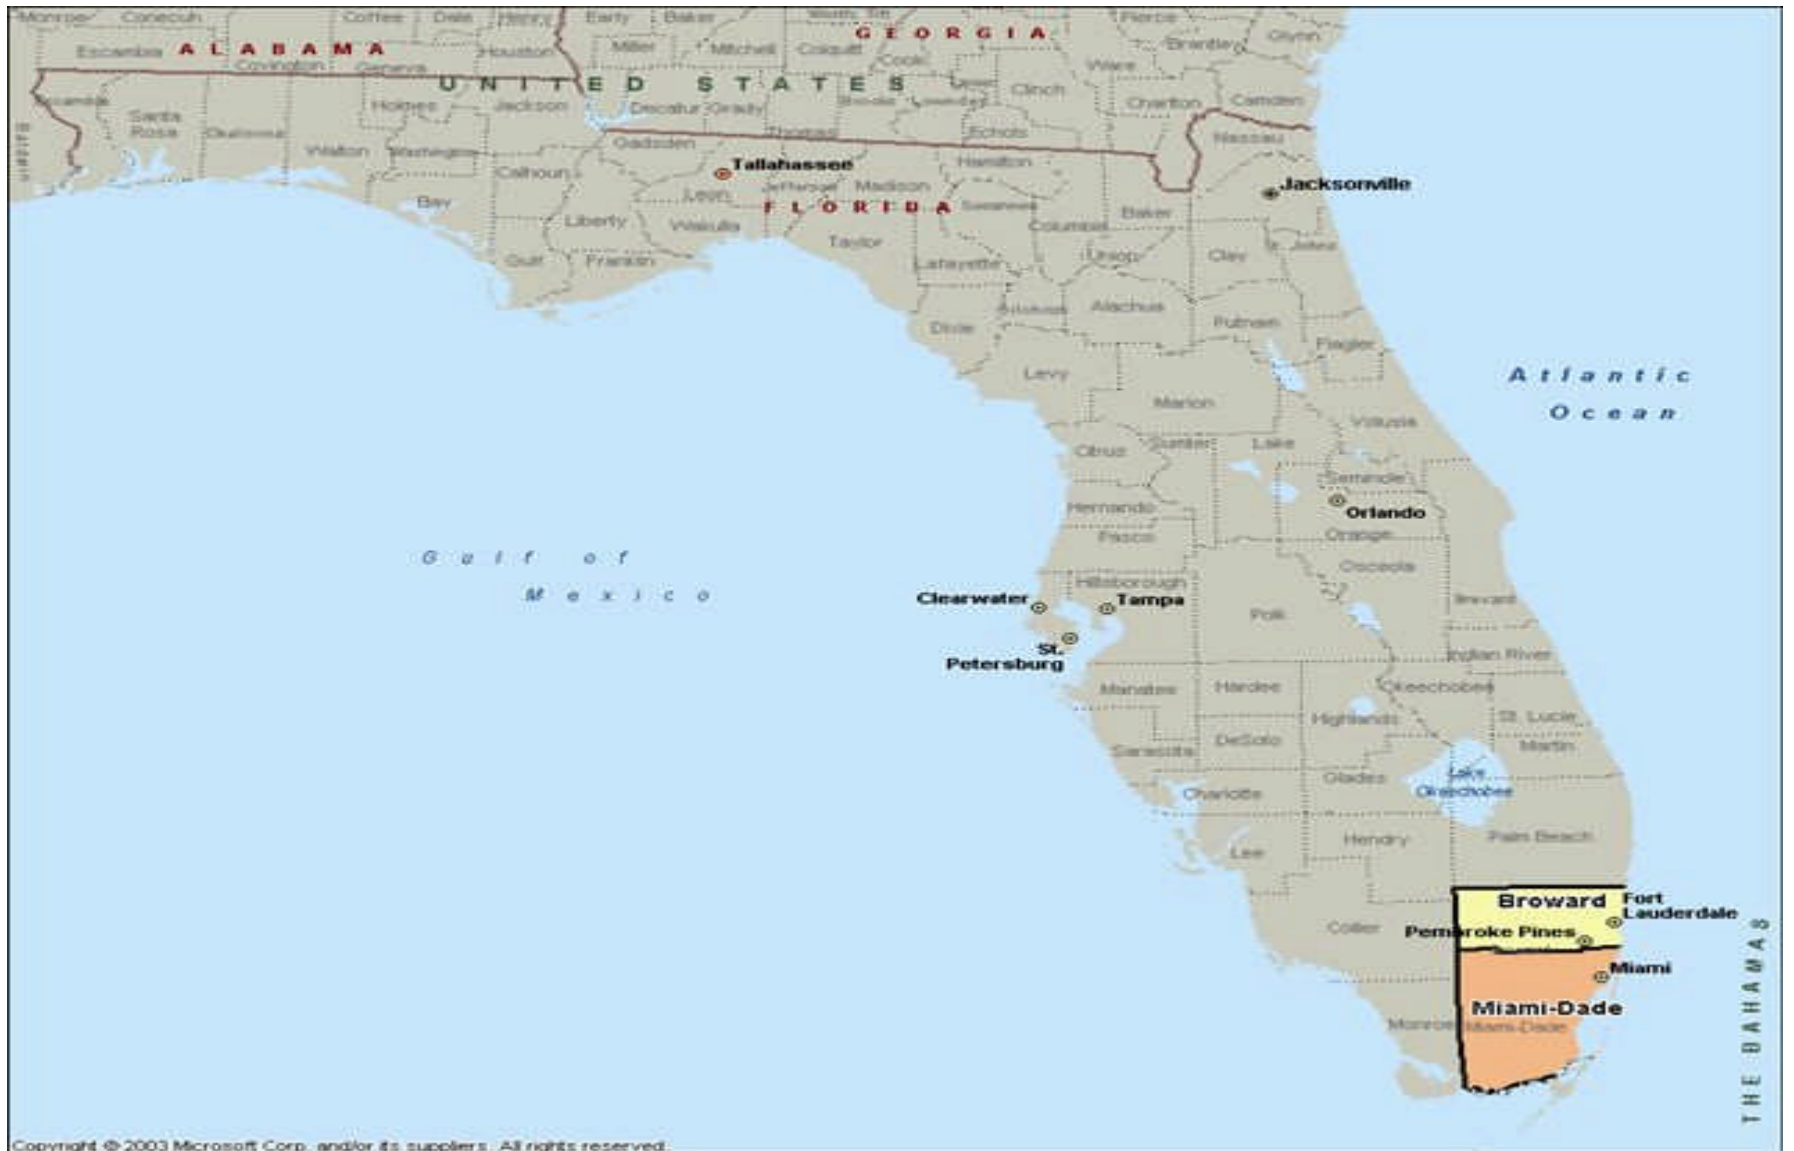 Monroe Conecuh Coffee Dale Henry Early Baker Worth Tift Pierce
Escambia ALABAMA Houston Miller Mitchell Colquitt GEORGIA Brantley Glynn
Covington Geneva Cook Ware
UNITED STATES
Escambia Santa Rosa Okaloosa Holmes Jackson Decatur Grady Brooks Lowndes Clinch Charlton Camden
Walton Washington Gadsden Thomas Echols Nassau
Calhoun Tallahassee Hamilton
Bay Leon Jefferson Madison Jacksonville
FLORIDA Suwannee Baker
Liberty Wakulla Columbia
Gulf Franklin Taylor Lafayette Union Clay St. Johns
Dixie Gilchrist Alachua Putnam
Flagler
Levy Atlantic
Marion Ocean
Volusia
Citrus Sumter Lake
Seminole
Hernando Orlando
Pasco Orange
Gulf of
Mexico
Osceola
Hillsborough
Clearwater Tampa Polk Brevard
St.
Petersburg Indian River
Manatee Hardee Okeechobee
Highlands St. Lucie
Sarasota DeSoto Martin
Glades Lake
Okeechobee
Charlotte
Lee Hendry Palm Beach
Broward Fort
Lauderdale
Collier Pembroke Pines
Miami
Miami-Dade
Monroe Miami-Dade
THE BAHAMAS
Copyright © 2003 Microsoft Corp. and/or its suppliers. All rights reserved.